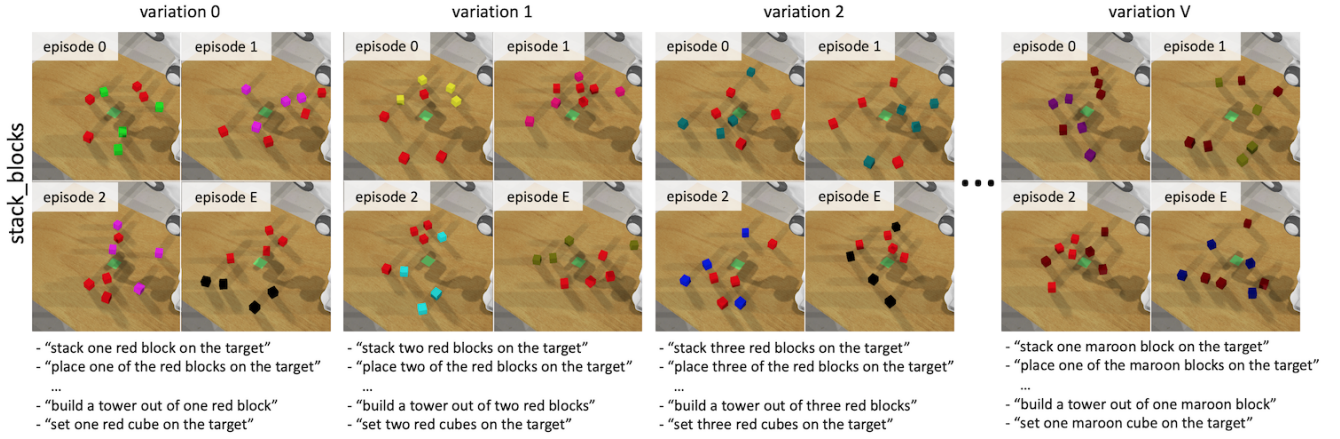 variation 0
variation 1
variation 2
variation V
stack_blocks
episode 0
episode 1
episode 0
episode 1
episode 0
episode 1
episode 0
episode 1
...
episode 2
episode E
episode 2
episode E
episode 2
episode E
episode 2
episode E
- “stack one red block on the target”
- “place one of the red blocks on the target”
...
- “build a tower out of one red block”
- “set one red cube on the target”
- “stack two red blocks on the target”
- “place two of the red blocks on the target”
...
- “build a tower out of two red blocks”
- “set two red cubes on the target”
- “stack three red blocks on the target”
- “place three of the red blocks on the target”
...
- “build a tower out of three red blocks”
- “set three red cubes on the target”
- “stack one maroon block on the target”
- “place one of the maroon blocks on the target”
...
- “build a tower out of one maroon block”
- “set one maroon cube on the target”